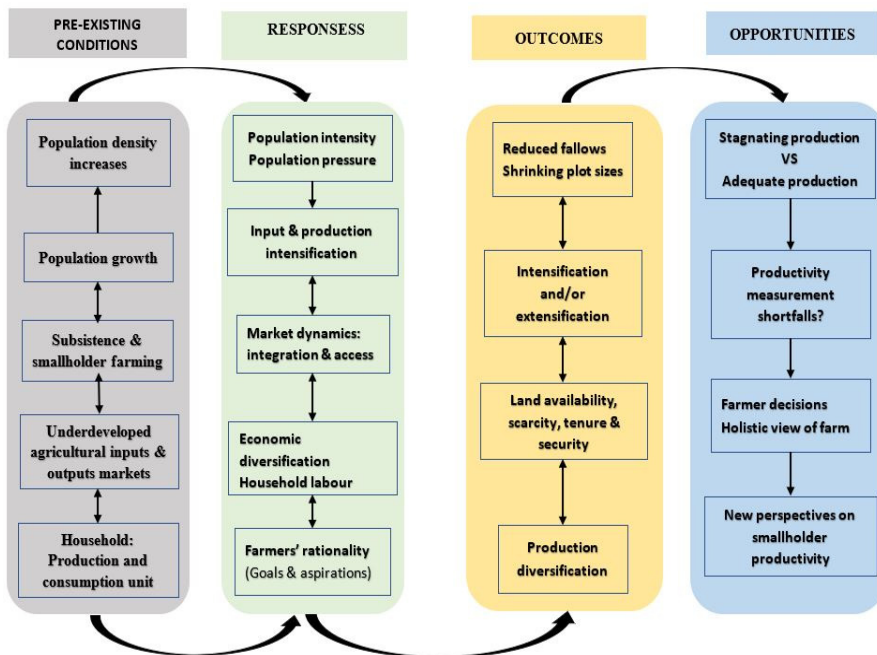 PRE-EXISTING
CONDITIONS
Population density
increases
Population growth
Subsistence &
smallholder farming
Underdeveloped
agricultural inputs &
outputs markets
Household:
Production and
consumption unit
RESPONSESS
Population intensity
Population pressure
Input & production
intensification
Market dynamics:
integration & access
Economic
diversification
Household labour
Farmers’ rationality
(Goals & aspirations)
OUTCOMES
Reduced fallows
Shrinking plot sizes
Intensification
and/or
extensification
Land availability,
scarcity, tenure &
security
Production
diversification
OPPORTUNITIES
Stagnating production
VS
Adequate production
Productivity
measurement
shortfalls?
Farmer decisions
Holistic view of farm
New perspectives on
smallholder
productivity